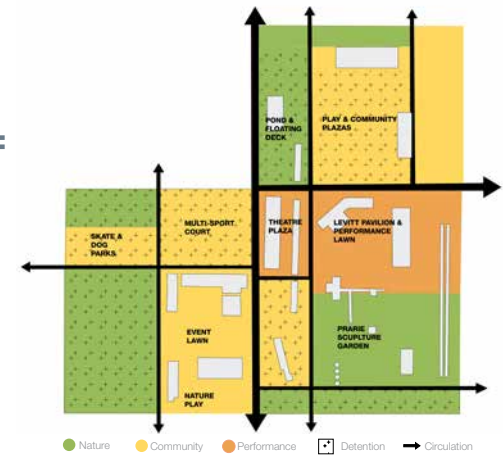 POND &
FLOATING
DECK
PLAY & COMMUNITY
PLAZAS
SKATE &
DOG
PARKS
MULTI-SPORT
COURT
THEATRE
PLAZA
LEVITT PAVILION &
PERFORMANCE
LAWN
EVENT
LAWN
PRARIE
SCUPLTURE
GARDEN
NATURE
PLAY
Nature
Community
Performance
Detention
Circulation